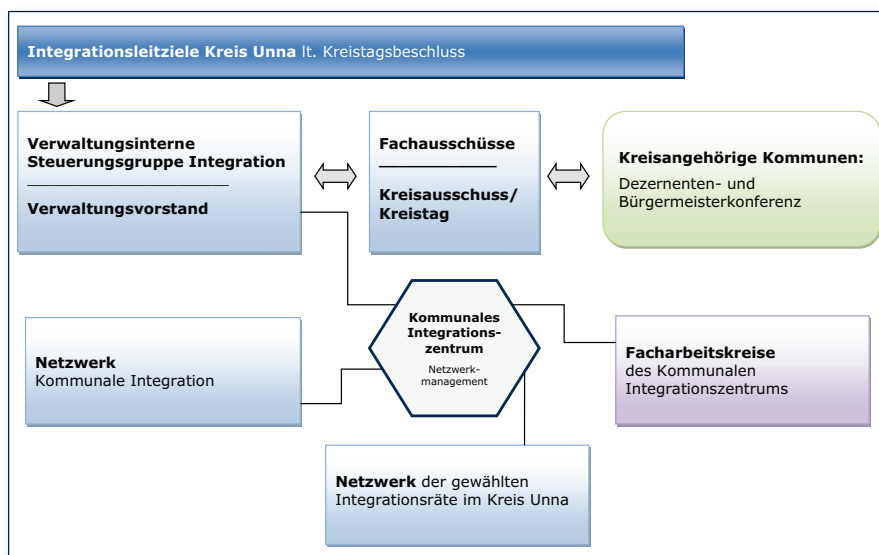 Integrationsleitziele Kreis Unna lt. Kreistagsbeschluss
Verwaltungsinterne
Steuerungsgruppe Integration
Verwaltungsvorstand
Fachausschüsse
Kreisausschuss/
Kreistag
Kreisangehörige Kommunen:
Dezernenten- und
Bürgermeisterkonferenz
Kommunales
Integrations-
zentrum
Netzwerk-
management
Netzwerk
Kommunale Integration
Facharbeitskreise
des Kommunalen
Integrationszentrums
Netzwerk der gewählten
Integrationsräte im Kreis Unna